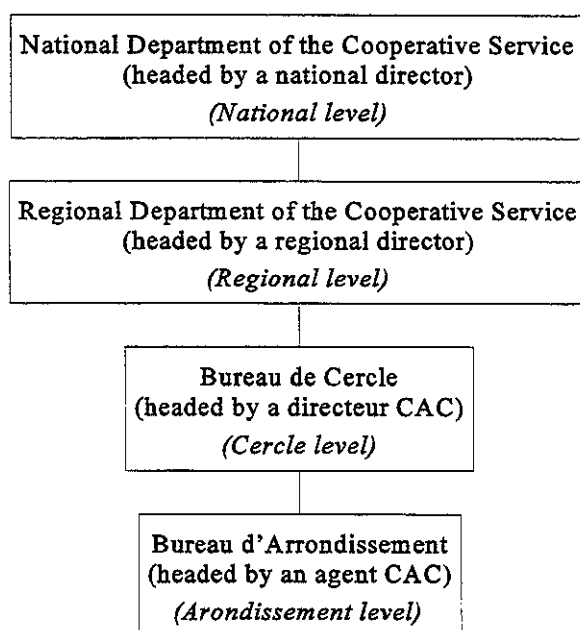 National Department of the Cooperative Service
(headed by a national director)
(National level)
Regional Department of the Cooperative Service
(headed by a regional director)
(Regional level)
Bureau de Cercle
(headed by a directeur CAC)
(Cercle level)
Bureau d'Arrondissement
(headed by an agent CAC)
(Arondissement level)